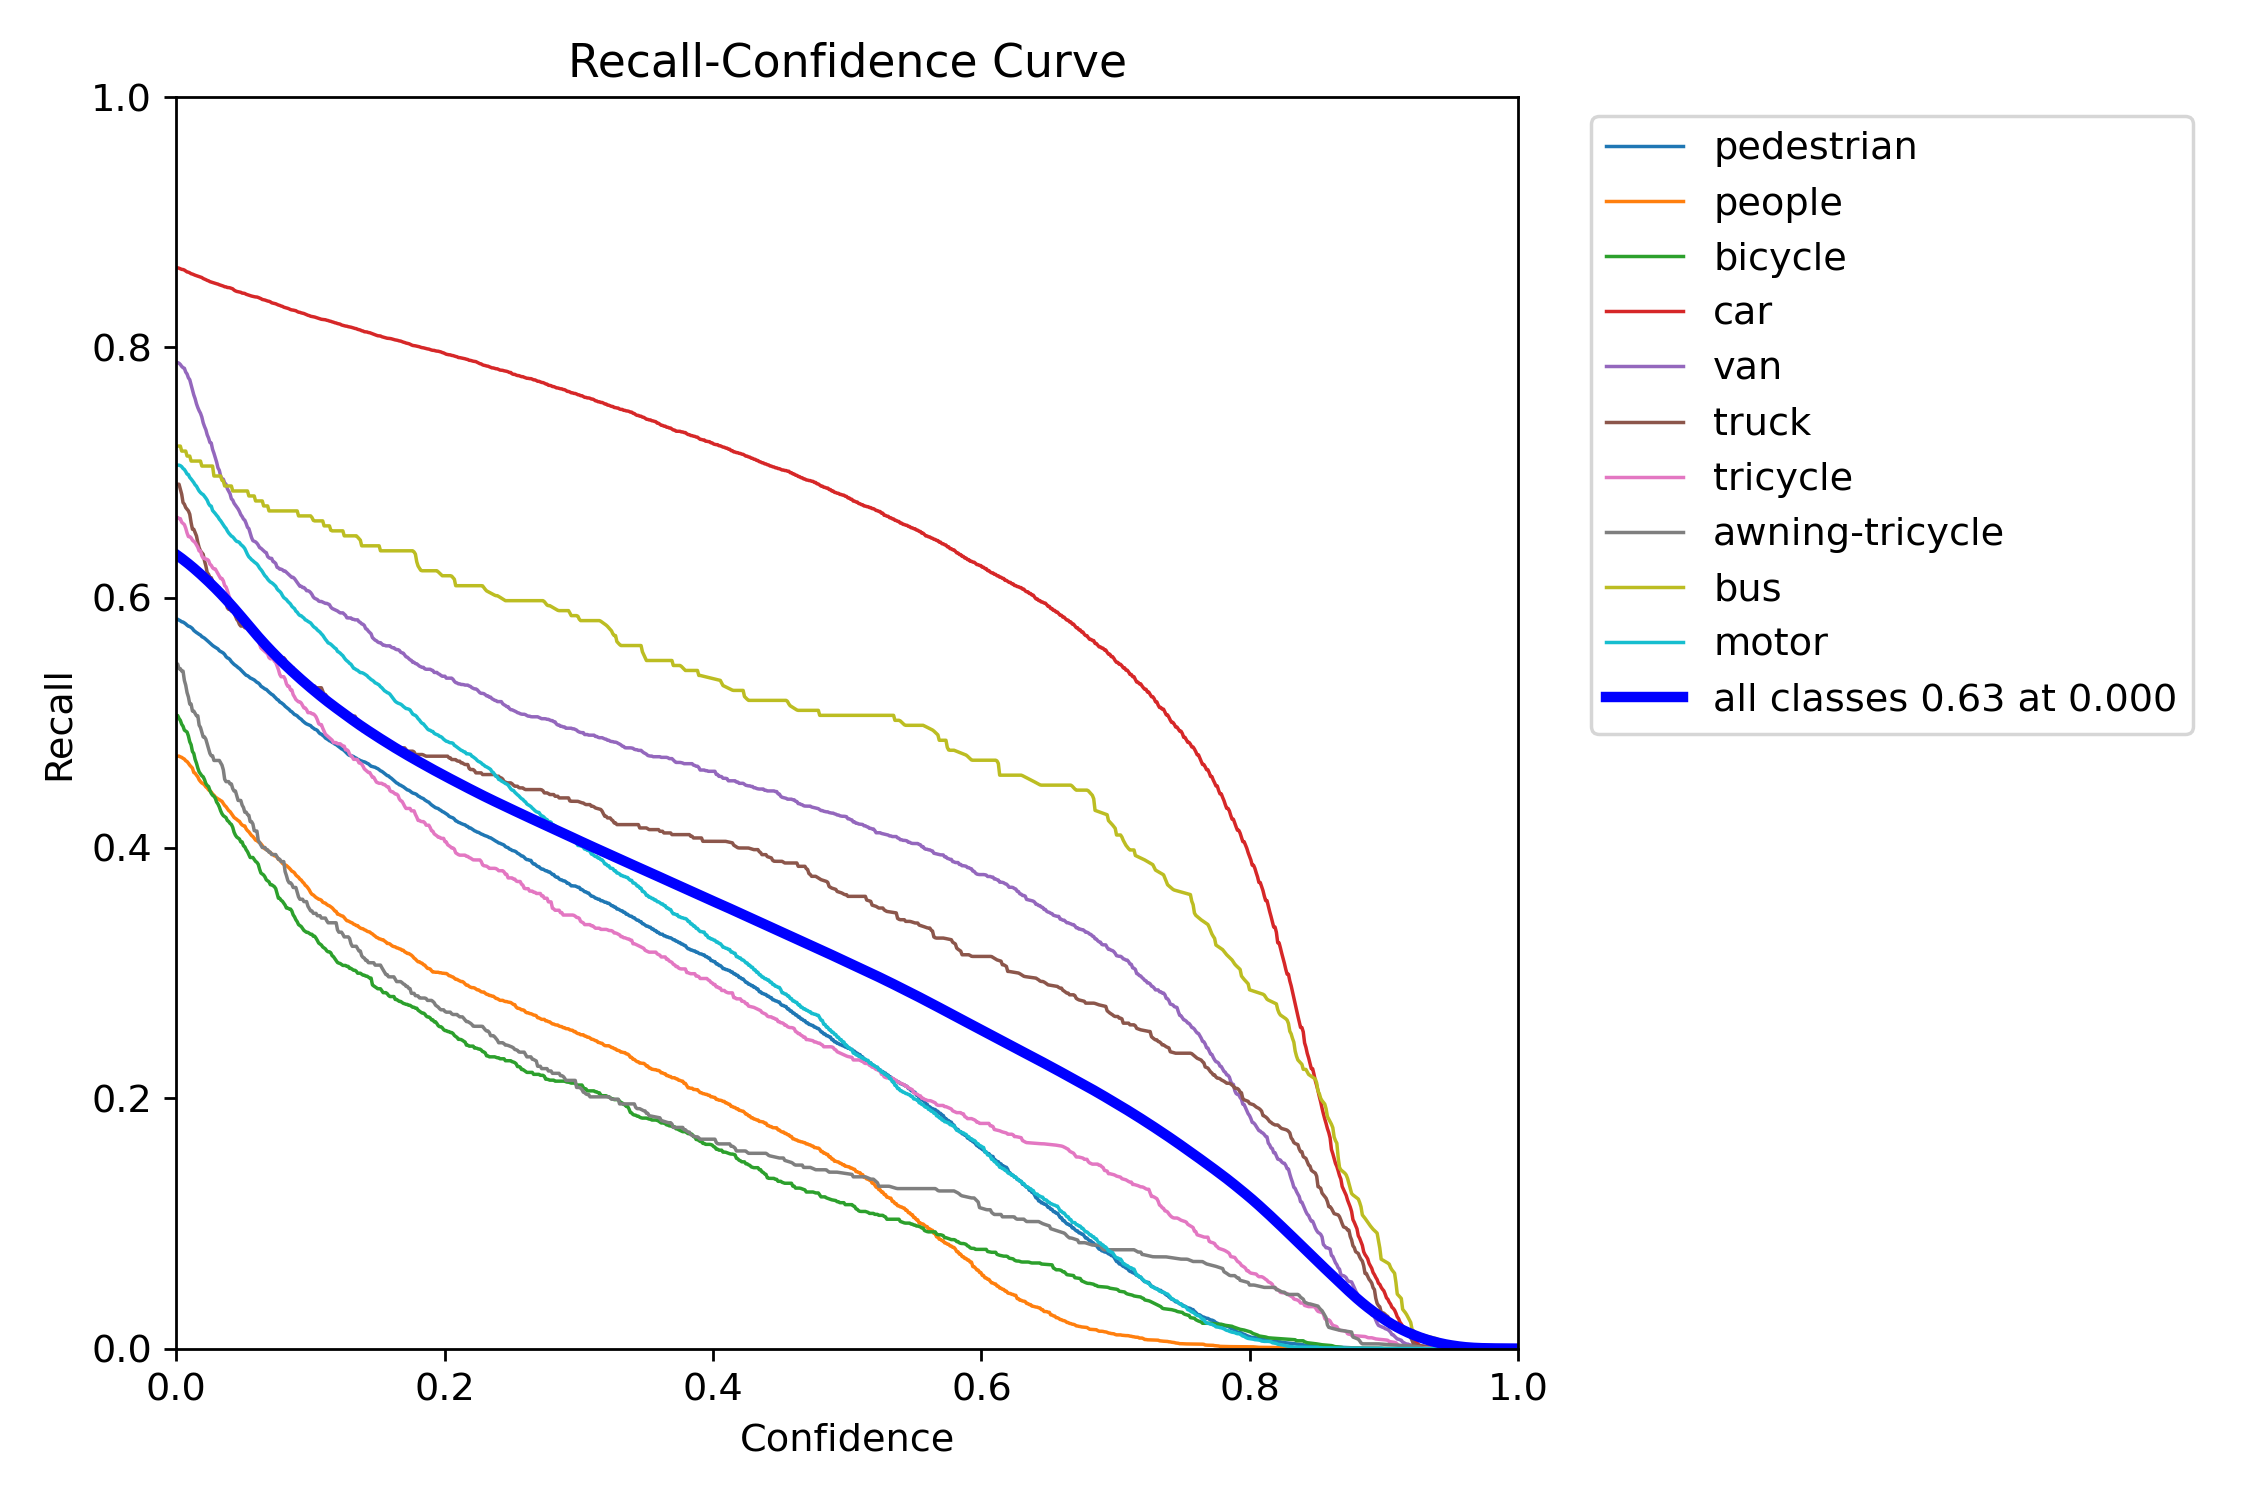 Recall-Confidence Curve
1.0
0.8
0.6
0.4
0.2
0.0
Recall
0.0 0.2 0.4 0.6 0.8 1.0
Confidence
pedestrian
people
bicycle
car
van
truck
tricycle
awning-tricycle
bus
motor
all classes 0.63 at 0.000